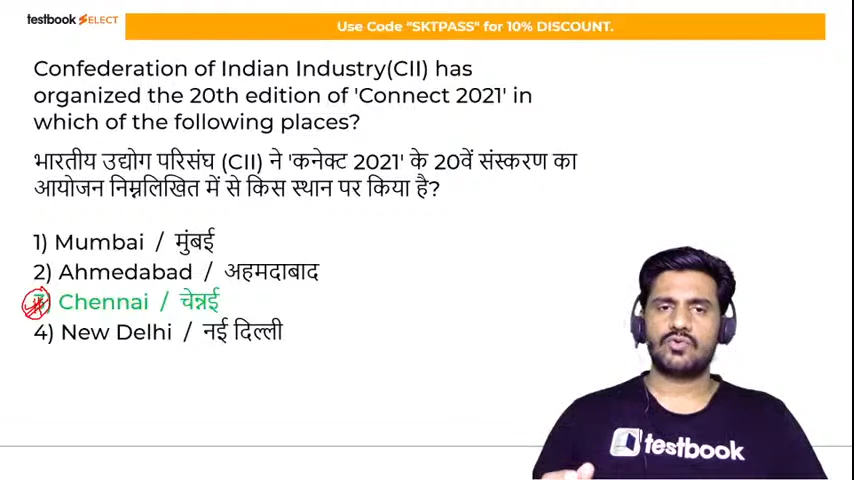 testbook SELECT
Use Code "SKTPASS" for 10% DISCOUNT.
Confederation of Indian Industry(CII) has
organized the 20th edition of 'Connect 2021' in
which of the following places?
भारतीय उद्योग परिसंघ (CII) ने 'कनेक्ट 2021' के 20वें संस्करण का
आयोजन निम्नलिखित में से किस स्थान पर किया है?
1) Mumbai / मुंबई
2) Ahmedabad / अहमदाबाद
3) Chennai / चेन्नई
4) New Delhi / नई दिल्ली
testbook